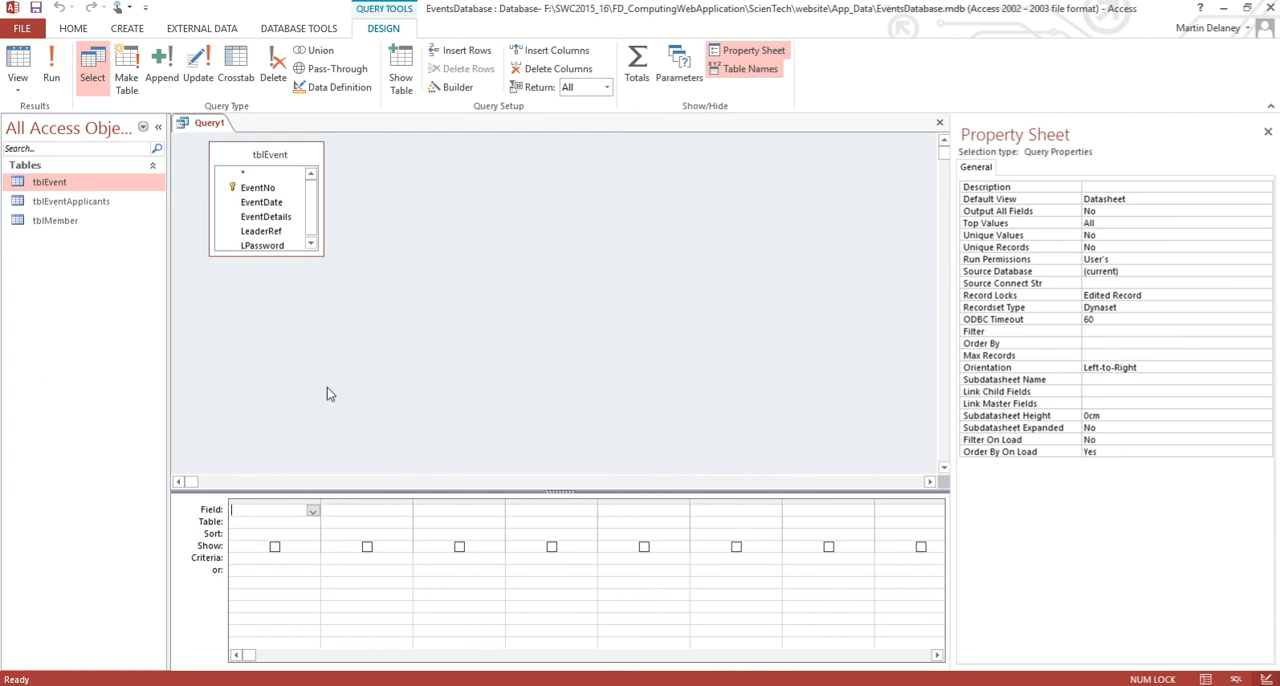 QUERY TOOLS
EventsDatabase : Database- F:\SWC2015_16\FD_ComputingWebApplication\ScienTech\website\App_Data\EventsDatabase.mdb (Access 2002 - 2003 file format) - Access
?
FILE HOME CREATE EXTERNAL DATA DATABASE TOOLS DESIGN Martin Delaney
View Run Select Make Table Append Update Crosstab Delete
Union
Pass-Through
Data Definition
Show Table
Insert Rows
Delete Rows
Builder
Insert Columns
Delete Columns
Return: All
Totals Parameters
Property Sheet
Table Names
Results Query Type Query Setup Show/Hide
All Access Obje...
Search..
Tables
tblEvent
tblEventApplicants
tblMember
Query1
tblEvent
*
EventNo
EventDate
EventDetails
LeaderRef
LPassword
Field:
Table:
Sort:
Show:
Criteria:
or:
Property Sheet
Selection type: Query Properties
General
Description
Default View Datasheet
Output All Fields No
Top Values All
Unique Values No
Unique Records No
Run Permissions User's
Source Database (current)
Source Connect Str
Record Locks Edited Record
Recordset Type Dynaset
ODBC Timeout 60
Filter
Order By
Max Records
Orientation Left-to-Right
Subdatasheet Name
Link Child Fields
Link Master Fields
Subdatasheet Height 0cm
Subdatasheet Expanded No
Filter On Load No
Order By On Load Yes
Ready NUM LOCK SQL